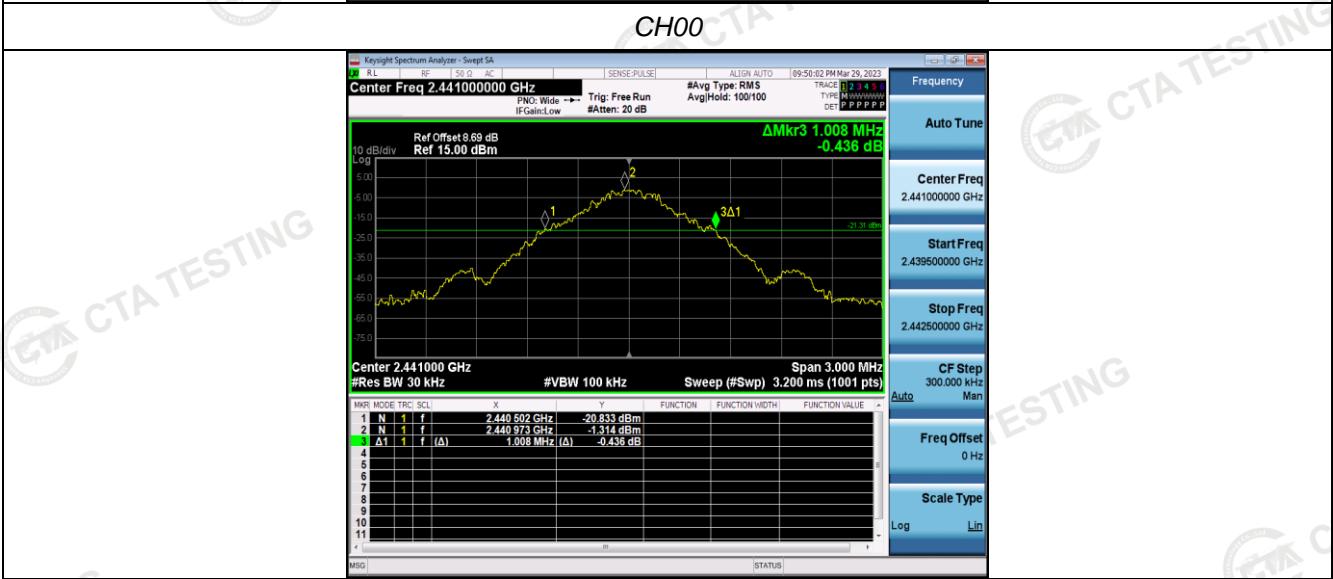 CH00
Keysight Spectrum Analyzer - Swept SA
RL RF 50 Ω AC SENSE:PULSE ALIGN AUTO 09:50:02 PM Mar 29, 2023
Center Freq 2.441000000 GHz
PNO: Wide
IFGain:Low
Trig: Free Run
#Atten: 20 dB
#Avg Type: RMS
Avg|Hold: 100/100
TRACE 1 2 3 4 5 6
TYPE M WWWWW
DET P P P P P P
Ref Offset 8.69 dB
Ref 15.00 dBm
10 dB/div
Log
ΔMkr3 1.008 MHz
-0.436 dB
5.00
-5.00
-15.0
-25.0
-35.0
-45.0
-55.0
-65.0
-75.0
1
2
3Δ1
-21.31 dBm
Center 2.441000 GHz Span 3.000 MHz
#Res BW 30 kHz #VBW 100 kHz Sweep (#Swp) 3.200 ms (1001 pts)
MKR MODE TRC SCL X Y FUNCTION FUNCTION WIDTH FUNCTION VALUE
1 N 1 f 2.440 502 GHz -20.833 dBm
2 N 1 f 2.440 973 GHz -1.314 dBm
3 Δ1 1 f (Δ) 1.008 MHz (Δ) -0.436 dB
4
5
6
7
8
9
10
11
MSG STATUS
Frequency
Auto Tune
Center Freq
2.441000000 GHz
Start Freq
2.439500000 GHz
Stop Freq
2.442500000 GHz
CF Step
300.000 kHz
Auto Man
Freq Offset
0 Hz
Scale Type
Log Lin
CTA TESTING
CTA TESTING